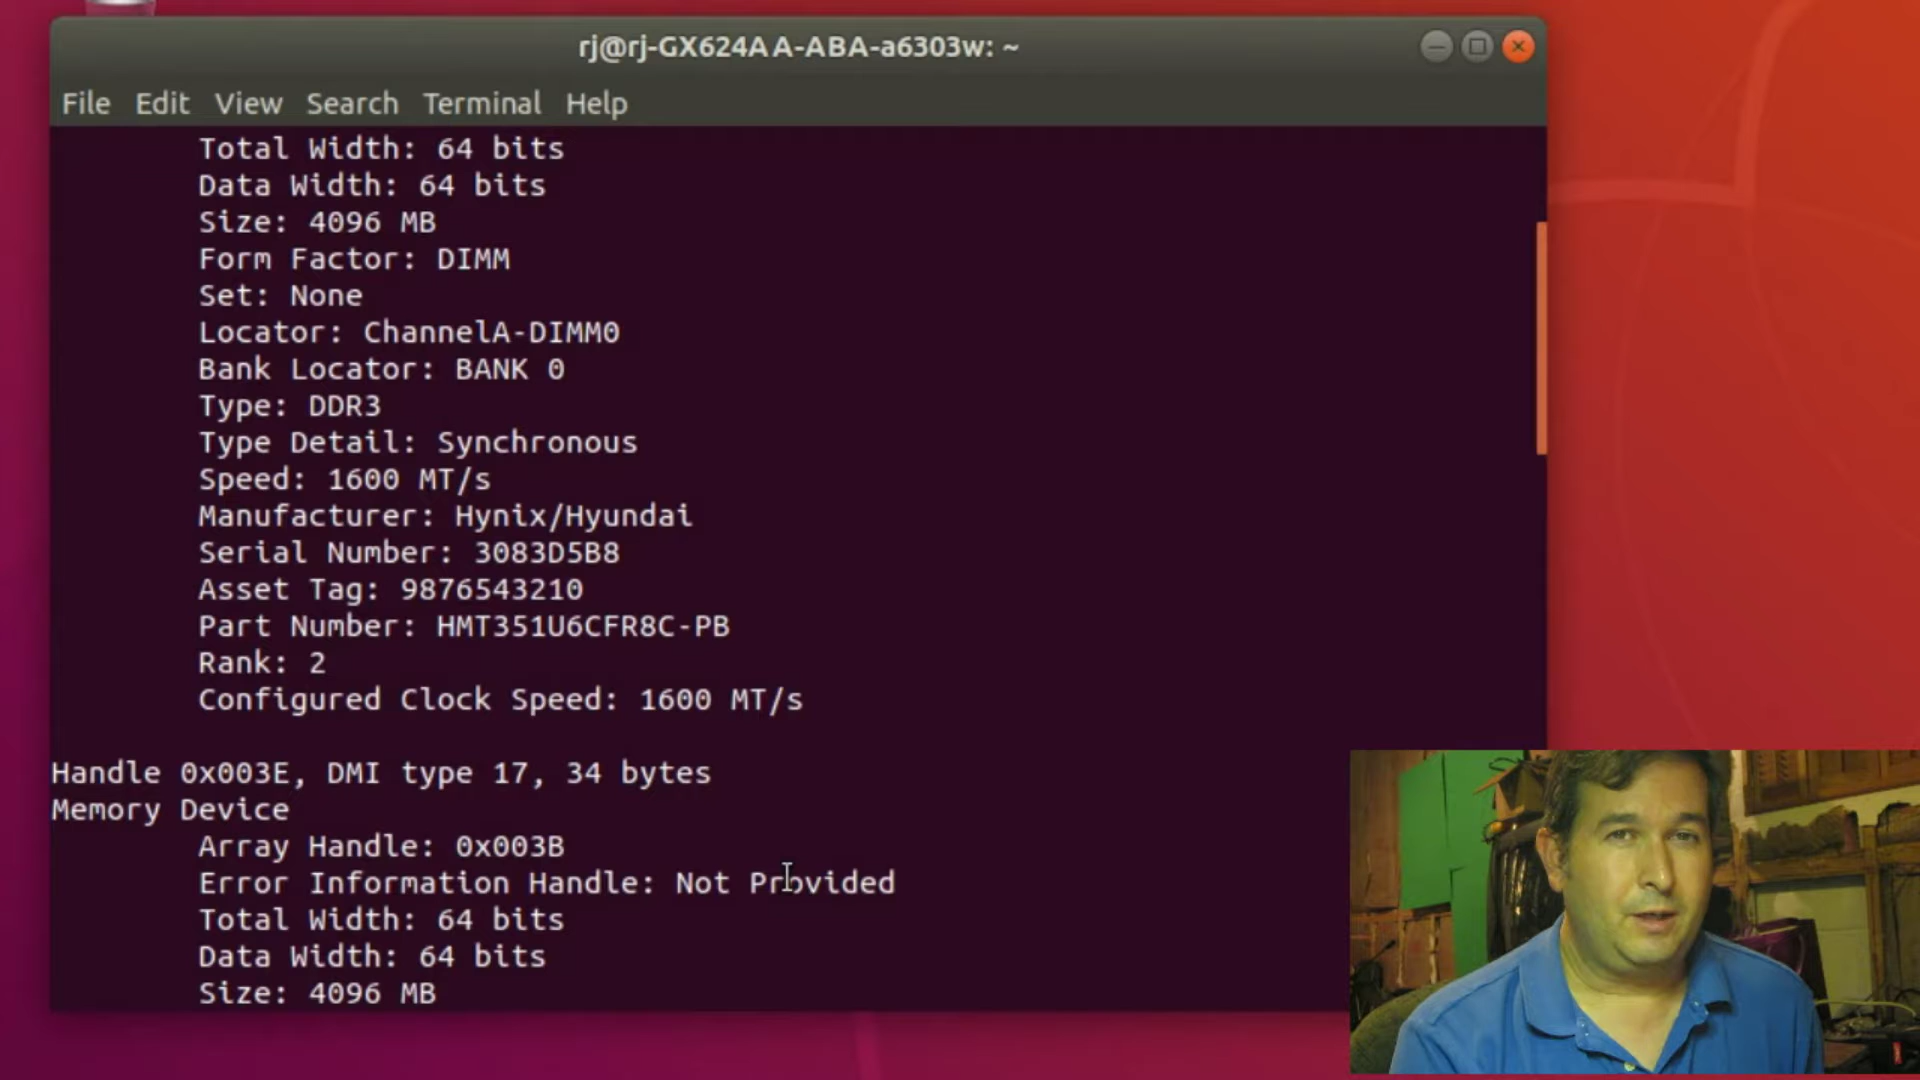 rj@rj-GX624AA-ABA-a6303w: ~
File Edit View Search Terminal Help
Total Width: 64 bits
Data Width: 64 bits
Size: 4096 MB
Form Factor: DIMM
Set: None
Locator: ChannelA-DIMM0
Bank Locator: BANK 0
Type: DDR3
Type Detail: Synchronous
Speed: 1600 MT/s
Manufacturer: Hynix/Hyundai
Serial Number: 3083D5B8
Asset Tag: 9876543210
Part Number: HMT351U6CFR8C-PB
Rank: 2
Configured Clock Speed: 1600 MT/s
Handle 0x003E, DMI type 17, 34 bytes
Memory Device
Array Handle: 0x003B
Error Information Handle: Not Provided
Total Width: 64 bits
Data Width: 64 bits
Size: 4096 MB